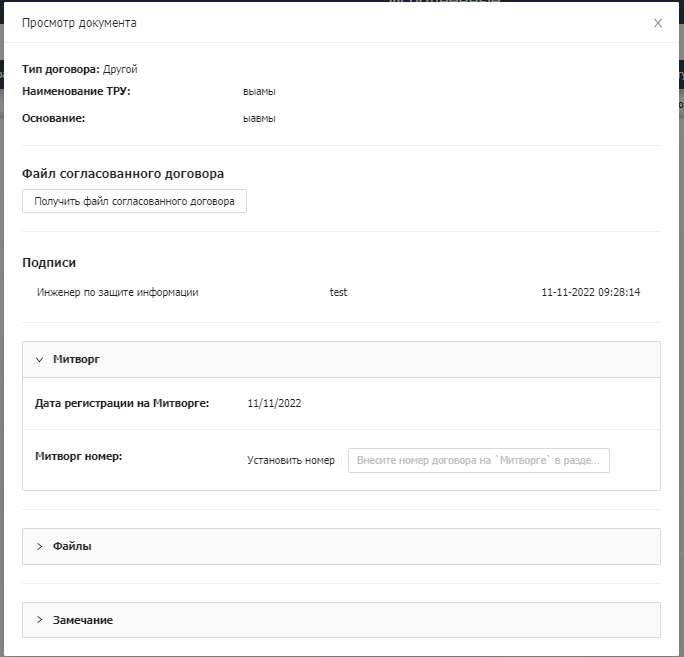 Просмотр документа
Тип договора: Другой
Наименование ТРУ: выамы
Основание: ыавмы
Файл согласованного договора
Получить файл согласованного договора
Подписи
Инженер по защите информации test 11-11-2022 09:28:14
Митворг
Дата регистрации на Митворге: 11/11/2022
Митворг номер: Установить номер Внесите номер договора на `Митворге` в разде...
Файлы
Замечание